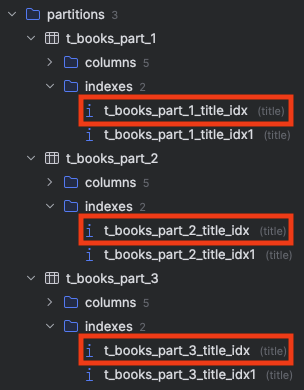 partitions 3
t_books_part_1
columns 5
indexes 2
t_books_part_1_title_idx (title)
t_books_part_1_title_idx1 (title)
t_books_part_2
columns 5
indexes 2
t_books_part_2_title_idx (title)
t_books_part_2_title_idx1 (title)
t_books_part_3
columns 5
indexes 2
t_books_part_3_title_idx (title)
t_books_part_3_title_idx1 (title)